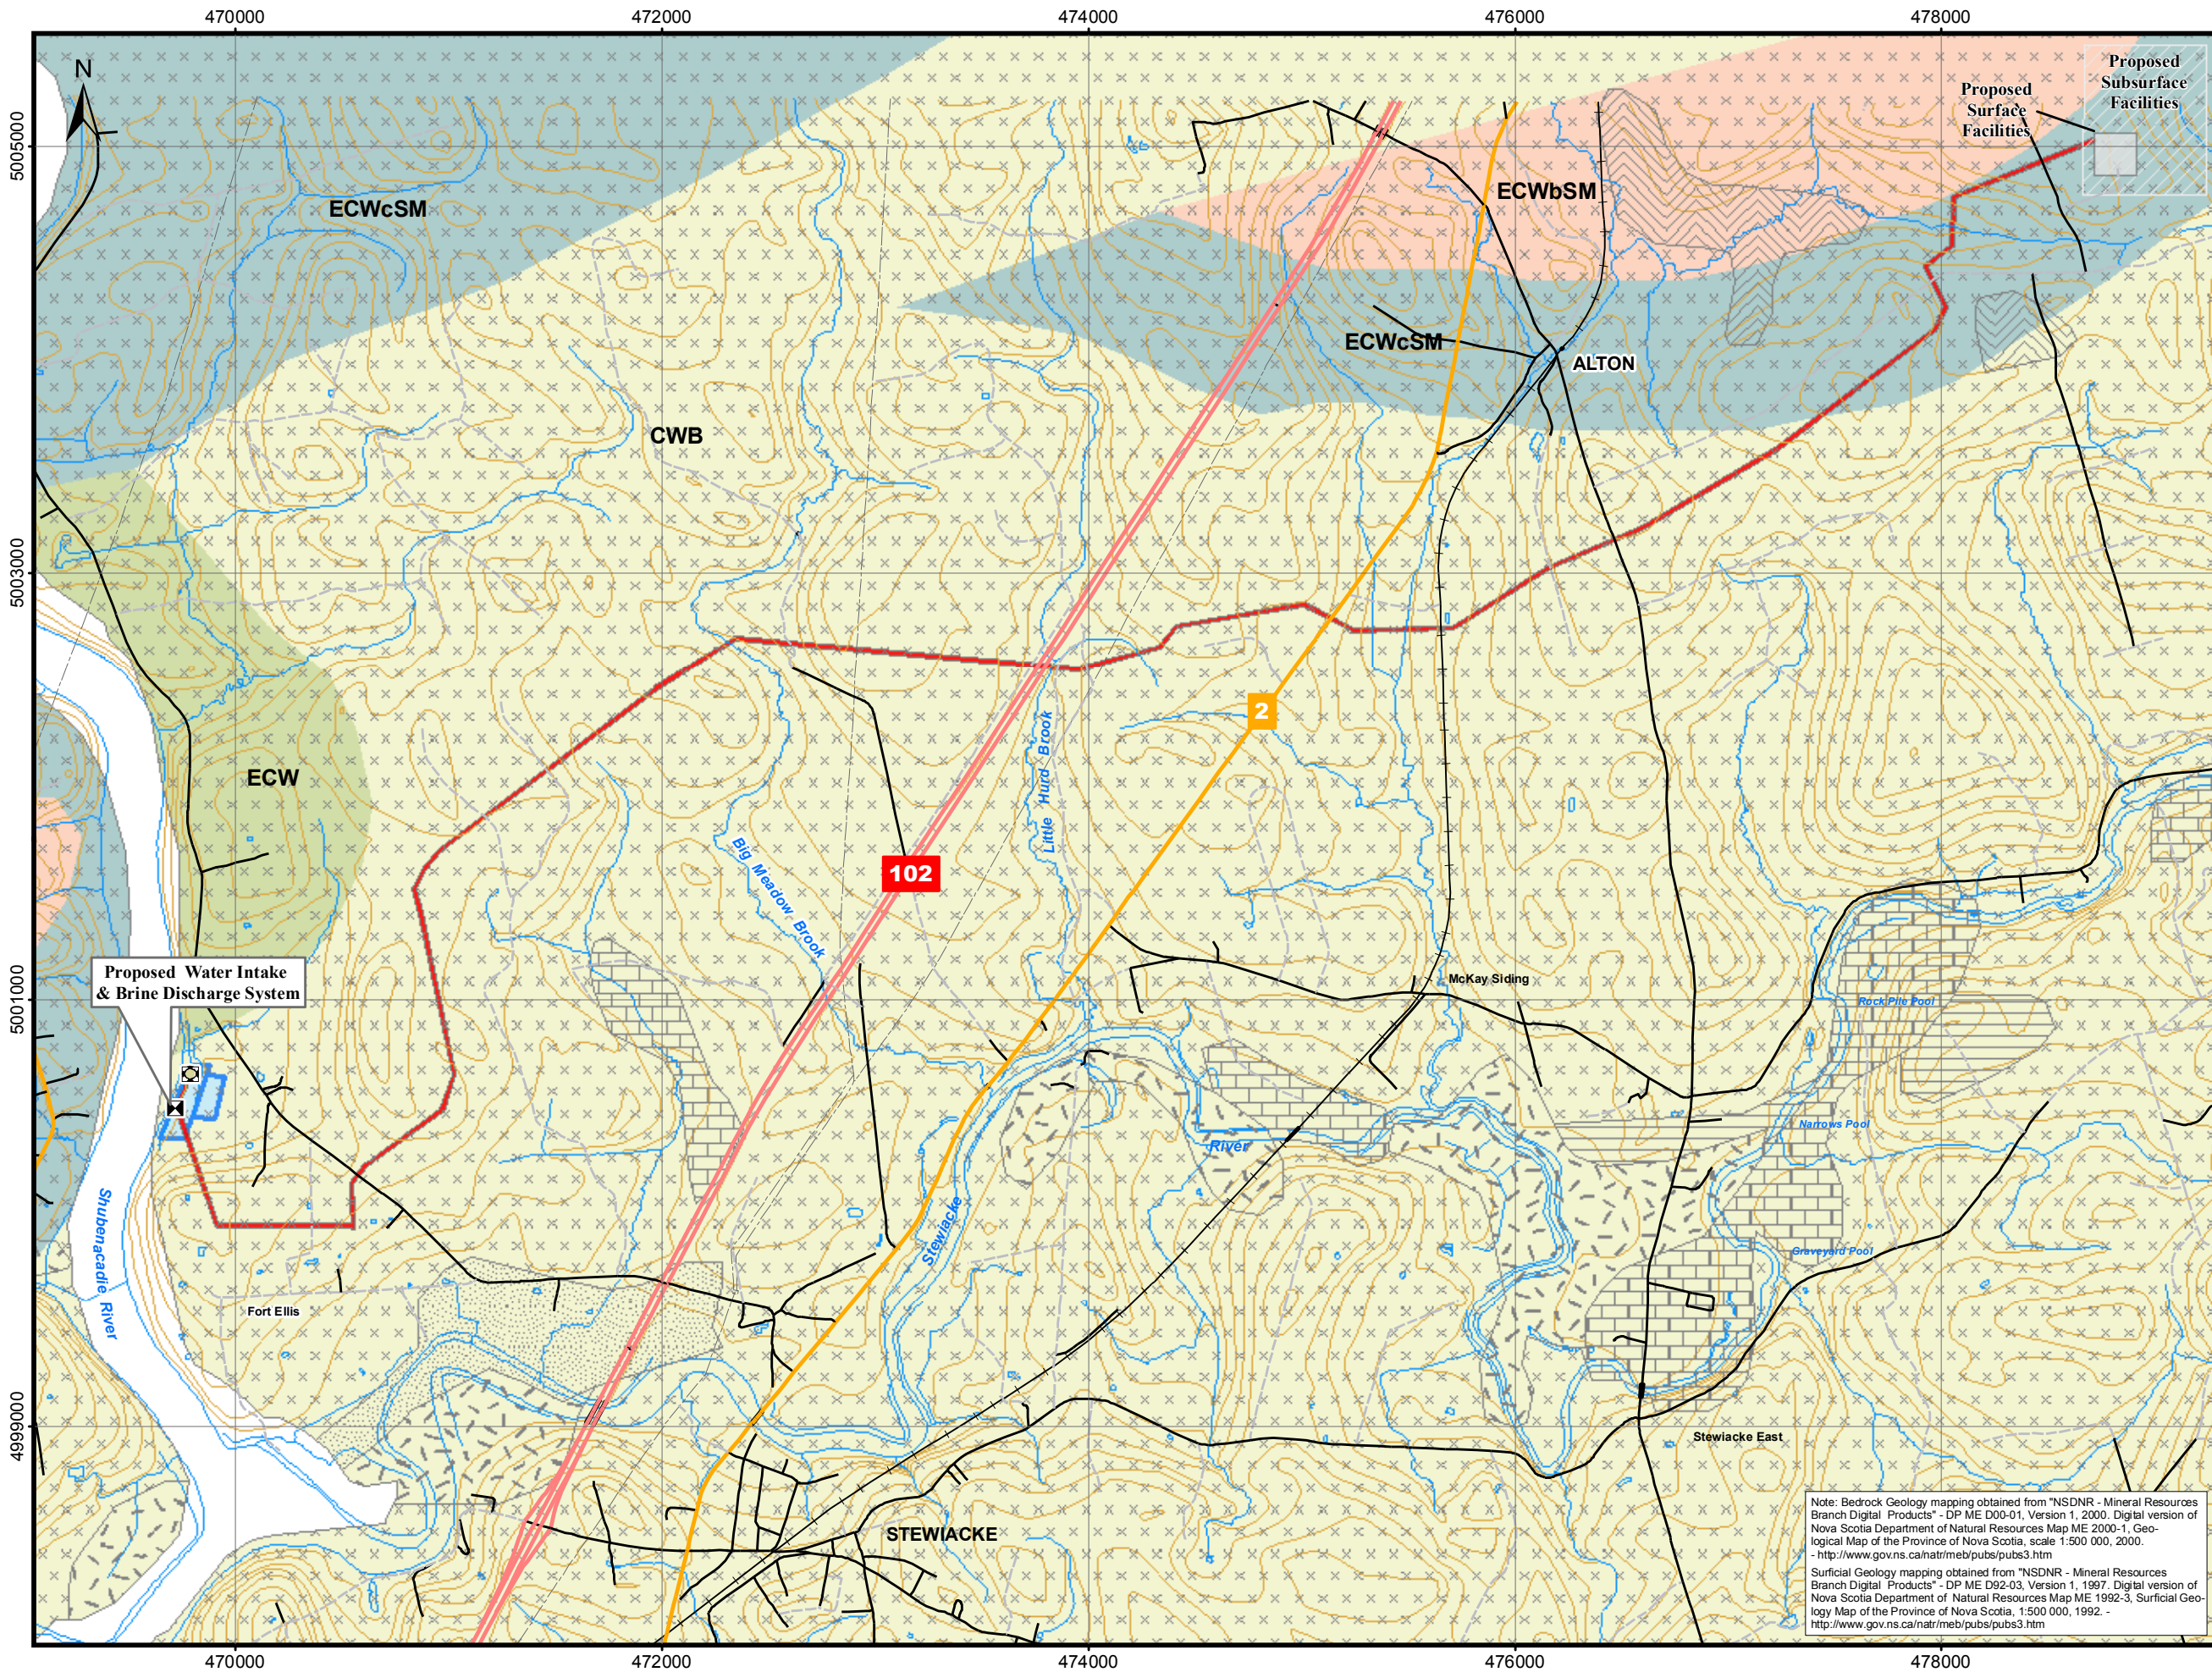 470000
472000
474000
476000
478000
N
Proposed
Subsurface
Facilities
Proposed
Surface
Facilities
5005000
ECWcSM
ECWbSM
ECWcSM
ALTON
CWB
5003000
2
ECW
Little Hurd Brook
Big Meadow Brook
102
Proposed Water Intake
& Brine Discharge System
5001000
McKay Siding
Rock Pile Pool
Narrows Pool
River
Stewiacke
Shubenacadie River
Graveyard Pool
Fort Ellis
4999000
Stewiacke East
STEWIACKE
Note: Bedrock Geology mapping obtained from "NSDNR - Mineral Resources
Branch Digital Products" - DP ME D00-01, Version 1, 2000. Digital version of
Nova Scotia Department of Natural Resources Map ME 2000-1, Geo-
logical Map of the Province of Nova Scotia, scale 1:500 000, 2000.
- http://www.gov.ns.ca/natr/meb/pubs/pubs3.htm
Surficial Geology mapping obtained from "NSDNR - Mineral Resources
Branch Digital Products" - DP ME D92-03, Version 1, 1997. Digital version of
Nova Scotia Department of Natural Resources Map ME 1992-3, Surficial Geo-
logy Map of the Province of Nova Scotia, 1:500 000, 1992. -
http://www.gov.ns.ca/natr/meb/pubs/pubs3.htm
470000
472000
474000
476000
478000